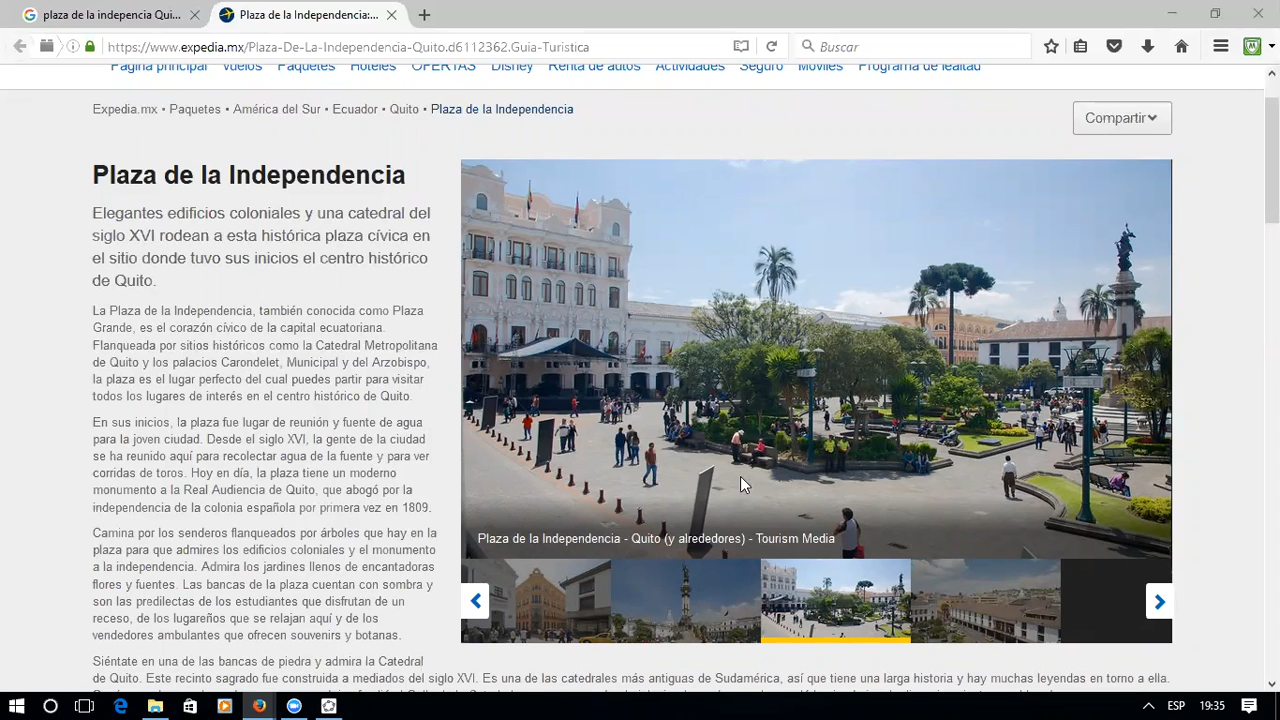 plaza de la indepencia Qui...
Plaza de la Independencia:...
https://www.expedia.mx/Plaza-De-La-Independencia-Quito.d6112362.Guia-Turistica
Buscar
Página principal Vuelos Paquetes Hoteles OFERTAS Disney Renta de autos Actividades Seguro Móviles Programa de lealtad
Expedia.mx • Paquetes • América del Sur • Ecuador • Quito • Plaza de la Independencia
Compartir
Plaza de la Independencia
Elegantes edificios coloniales y una catedral del
siglo XVI rodean a esta histórica plaza cívica en
el sitio donde tuvo sus inicios el centro histórico
de Quito.
La Plaza de la Independencia, también conocida como Plaza
Grande, es el corazón cívico de la capital ecuatoriana.
Flanqueada por sitios históricos como la Catedral Metropolitana
de Quito y los palacios Carondelet, Municipal y del Arzobispo,
la plaza es el lugar perfecto del cual puedes partir para visitar
todos los lugares de interés en el centro histórico de Quito.
En sus inicios, la plaza fue lugar de reunión y fuente de agua
para la joven ciudad. Desde el siglo XVI, la gente de la ciudad
se ha reunido aquí para recolectar agua de la fuente y para ver
corridas de toros. Hoy en día, la plaza tiene un moderno
monumento a la Real Audiencia de Quito, que abogó por la
independencia de la colonia española por primera vez en 1809.
Camina por los senderos flanqueados por árboles que hay en la
plaza para que admires los edificios coloniales y el monumento
a la independencia. Admira los jardines llenos de encantadoras
flores y fuentes. Las bancas de la plaza cuentan con sombra y
son las predilectas de los estudiantes que disfrutan de un
receso, de los lugareños que se relajan aquí y de los
vendedores ambulantes que ofrecen souvenirs y botanas.
Siéntate en una de las bancas de piedra y admira la Catedral
de Quito. Este recinto sagrado fue construida a mediados del siglo XVI. Es una de las catedrales más antiguas de Sudamérica, así que tiene una larga historia y hay muchas leyendas en torno a ella.
Plaza de la Independencia - Quito (y alrededores) - Tourism Media
ESP 19:35